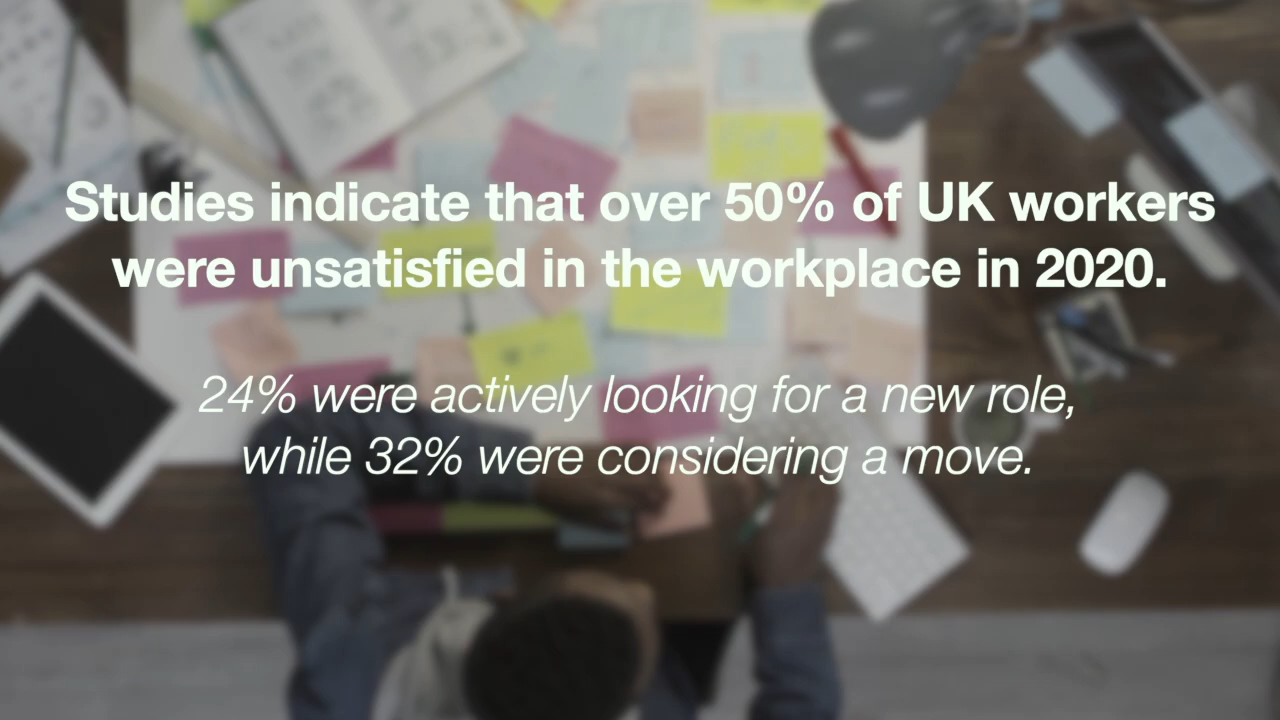 Studies indicate that over 50% of UK workers
were unsatisfied in the workplace in 2020.
24% were actively looking for a new role,
while 32% were considering a move.